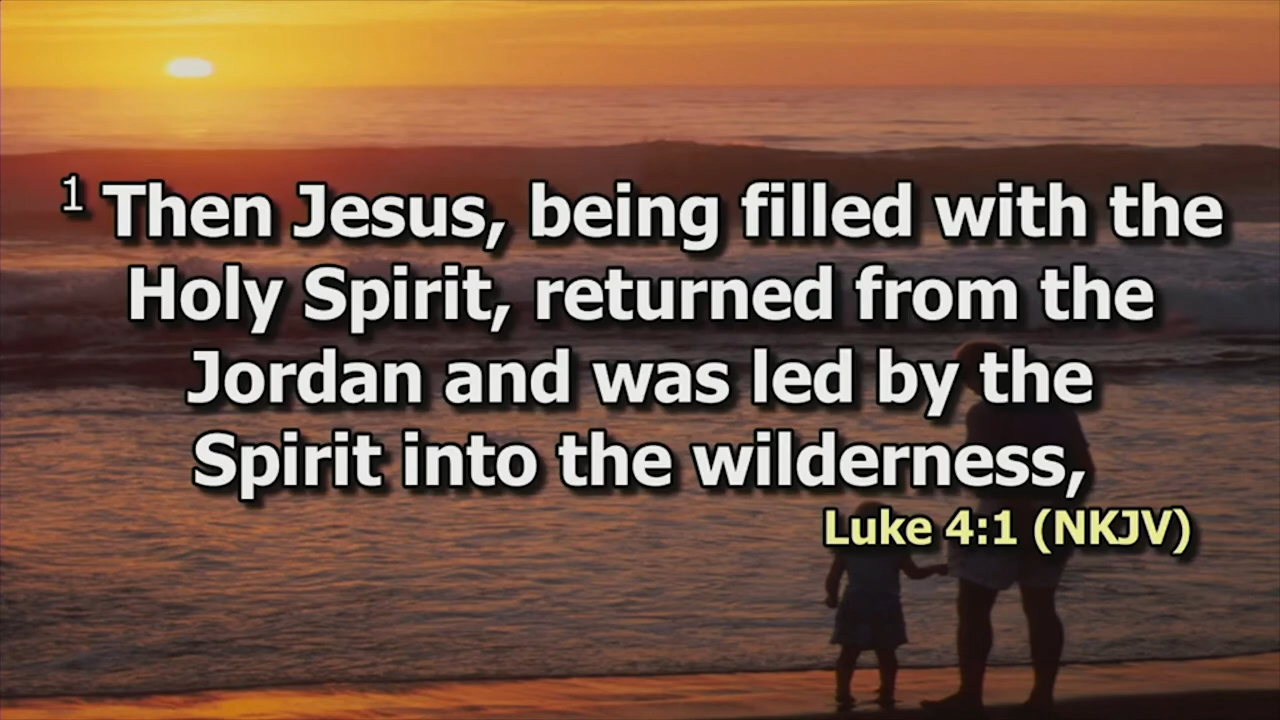 1 Then Jesus, being filled with the
Holy Spirit, returned from the
Jordan and was led by the
Spirit into the wilderness,
Luke 4:1 (NKJV)